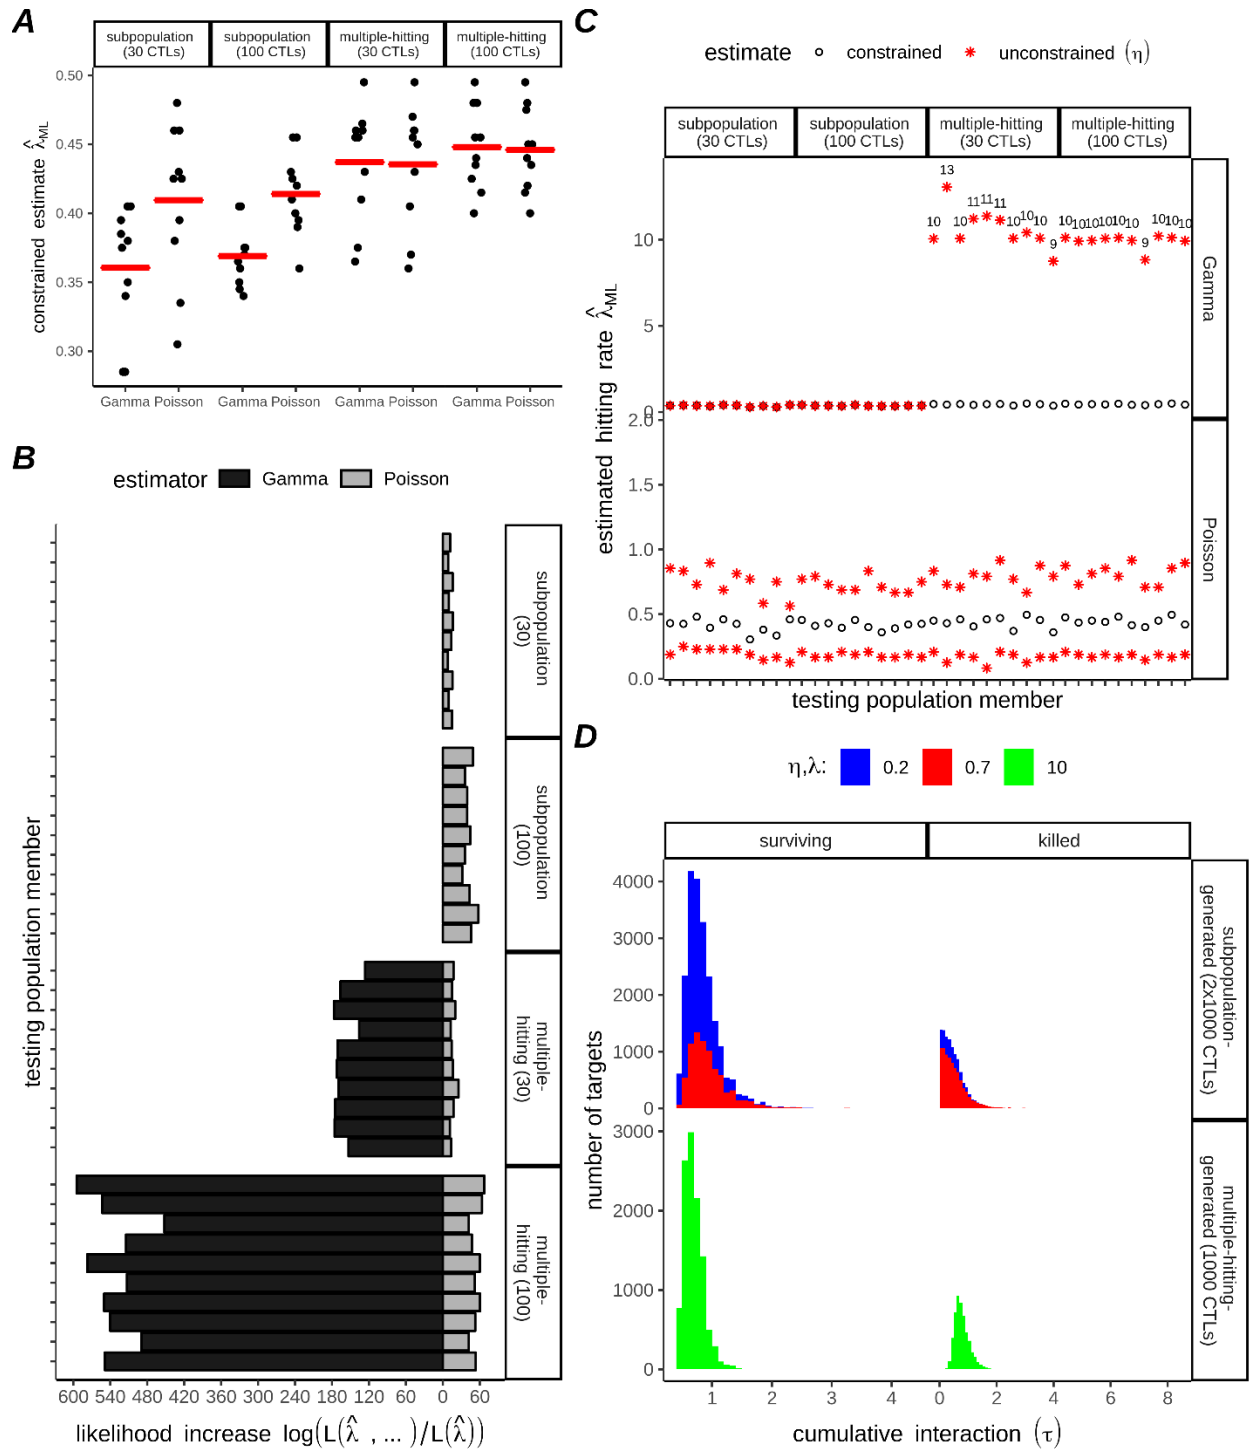 A
subpopulation
(30 CTLs)
subpopulation
(100 CTLs)
multiple-hitting
(30 CTLs)
multiple-hitting
(100 CTLs)
constrained estimate λ̂ML
0.50
0.45
0.40
0.35
0.30
Gamma Poisson
Gamma Poisson
Gamma Poisson
Gamma Poisson
B
estimator
Gamma
Poisson
testing population member
subpopulation
(30)
subpopulation
(100)
multiple-
hitting (30)
multiple-
hitting (100)
600 540 480 420 360 300 240 180 120 60 0 60
likelihood increase log(L(λ̂ , ... )/L(λ̂))
C
estimate
constrained
unconstrained (η)
subpopulation
(30 CTLs)
subpopulation
(100 CTLs)
multiple-hitting
(30 CTLs)
multiple-hitting
(100 CTLs)
estimated hitting rate λ̂ML
10
5
0
10 13 10 11 11 11 10 10 10 9 10 10 10 10 10 10 9 10 10 10
Gamma
2.0
1.5
1.0
0.5
0.0
Poisson
testing population member
D
η,λ:
0.2
0.7
10
surviving
killed
number of targets
4000
3000
2000
1000
0
subpopulation-
generated (2x1000 CTLs)
3000
2000
1000
0
multiple-hitting-
generated (1000 CTLs)
1 2 3 4
0 2 4 6 8
cumulative interaction (τ)